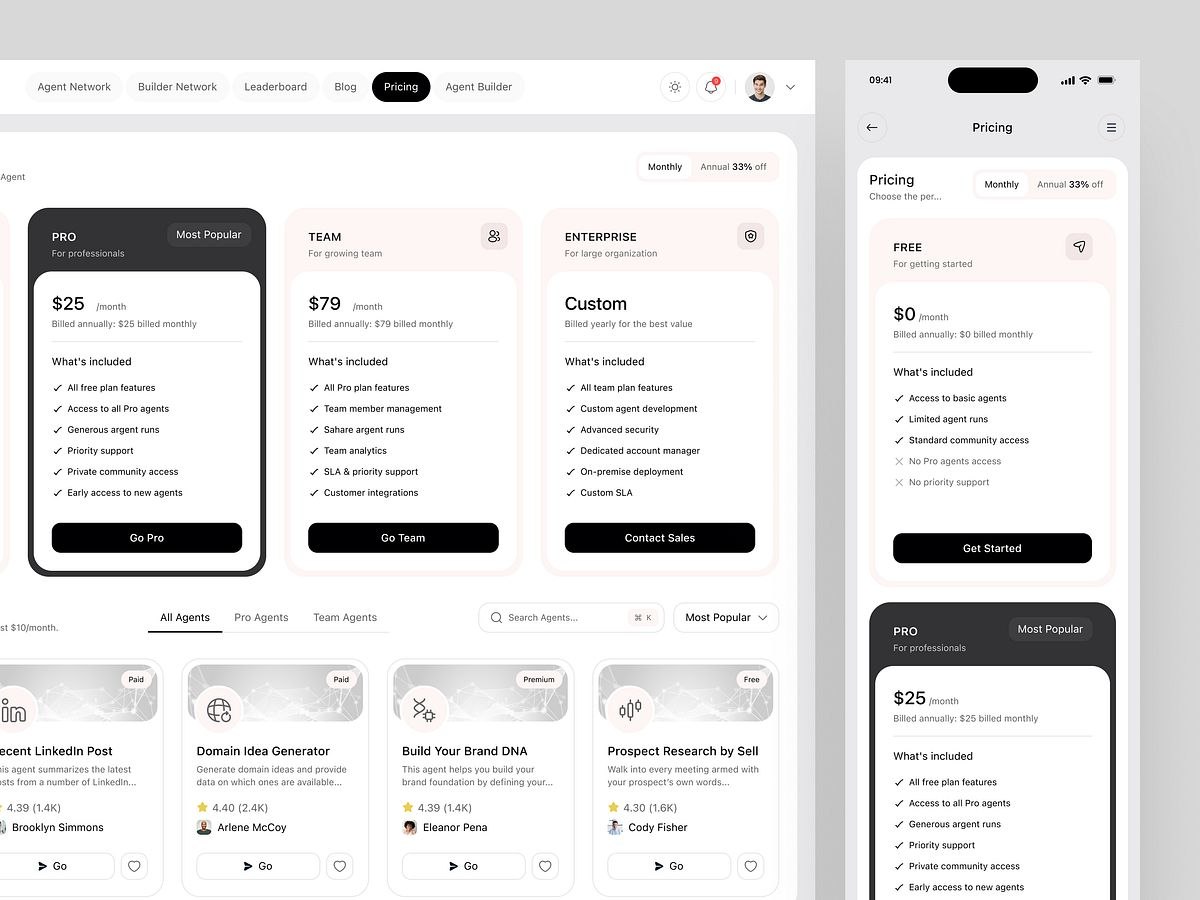 Agent Network
Builder Network
Leaderboard
Blog
Pricing
Agent Builder
Agent
Monthly
Annual 33% off
PRO
Most Popular
For professionals
$25 /month
Billed annually: $25 billed monthly
What's included
All free plan features
Access to all Pro agents
Generous argent runs
Priority support
Private community access
Early access to new agents
Go Pro
TEAM
For growing team
$79 /month
Billed annually: $79 billed monthly
What's included
All Pro plan features
Team member management
Sahare argent runs
Team analytics
SLA & priority support
Customer integrations
Go Team
ENTERPRISE
For large organization
Custom
Billed yearly for the best value
What's included
All team plan features
Custom agent development
Advanced security
Dedicated account manager
On-premise deployment
Custom SLA
Contact Sales
st $10/month.
All Agents
Pro Agents
Team Agents
Search Agents...
⌘ K
Most Popular
Paid
in
ecent LinkedIn Post
his agent summarizes the latest
osts from a number of LinkedIn...
4.39 (1.4K)
Brooklyn Simmons
Go
Paid
Domain Idea Generator
Generate domain ideas and provide
data on which ones are available...
4.40 (2.4K)
Arlene McCoy
Go
Premium
Build Your Brand DNA
This agent helps you build your
brand foundation by defining your...
4.39 (1.4K)
Eleanor Pena
Go
Free
Prospect Research by Sell
Walk into every meeting armed with
your prospect's own words...
4.30 (1.6K)
Cody Fisher
Go
09:41
Pricing
Pricing
Choose the per...
Monthly
Annual 33% off
FREE
For getting started
$0 /month
Billed annually: $0 billed monthly
What's included
Access to basic agents
Limited agent runs
Standard community access
No Pro agents access
No priority support
Get Started
PRO
Most Popular
For professionals
$25 /month
Billed annually: $25 billed monthly
What's included
All free plan features
Access to all Pro agents
Generous argent runs
Priority support
Private community access
Early access to new agents